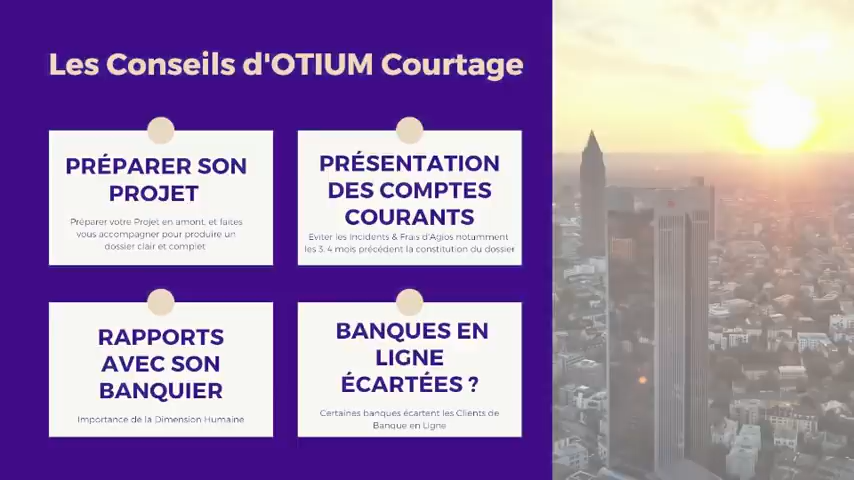 Les Conseils d'OTIUM Courtage
PRÉPARER SON
PROJET
Préparer votre Projet en amont, et faites
vous accompagner pour produire un
dossier clair et complet
PRÉSENTATION
DES COMPTES
COURANTS
Eviter les Incidents & Frais d'Agios notamment
les 3, 4 mois précédent la constitution du dossier
RAPPORTS
AVEC SON
BANQUIER
Importance de la Dimension Humaine
BANQUES EN
LIGNE
ÉCARTÉES ?
Certaines banques écartent les Clients de
Banque en Ligne